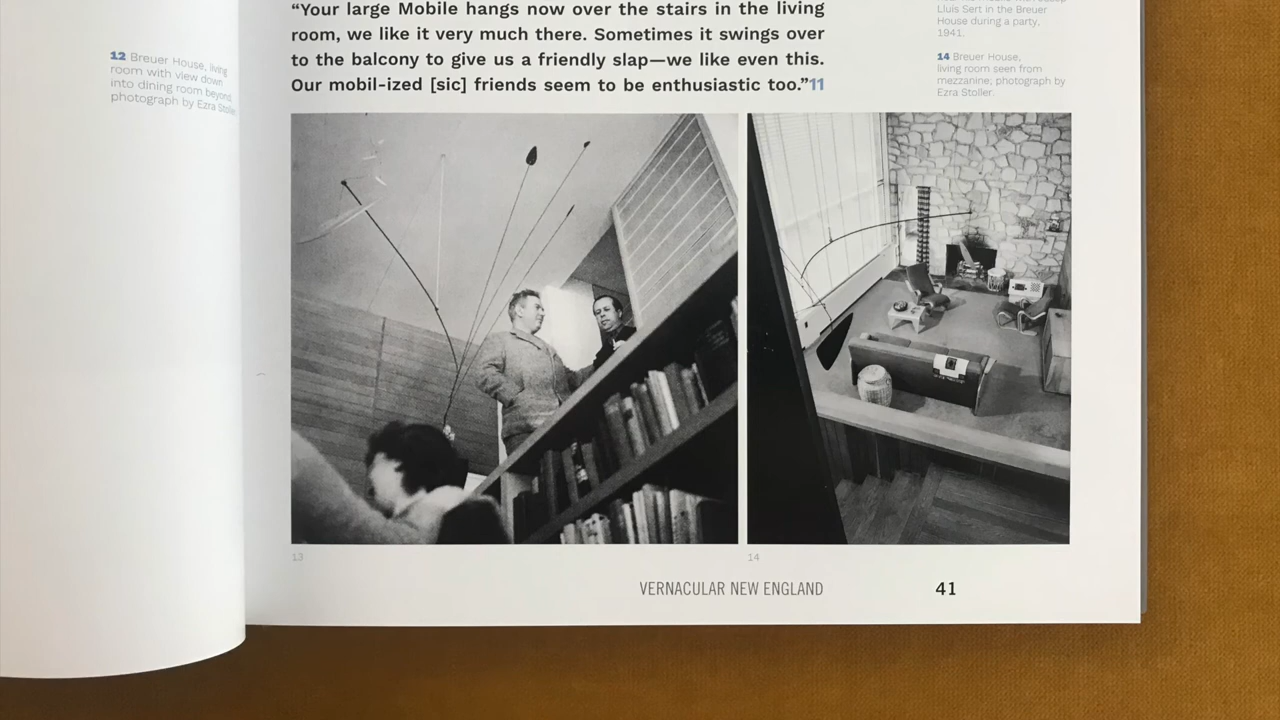 12 Breuer House, living
room with view down
into dining room beyond;
photograph by Ezra Stoller.
“Your large Mobile hangs now over the stairs in the living
room, we like it very much there. Sometimes it swings over
to the balcony to give us a friendly slap—we like even this.
Our mobil-ized [sic] friends seem to be enthusiastic too.”11
Lluís Sert in the Breuer
House during a party,
1941.
14 Breuer House,
living room seen from
mezzanine; photograph by
Ezra Stoller.
13
14
VERNACULAR NEW ENGLAND
41